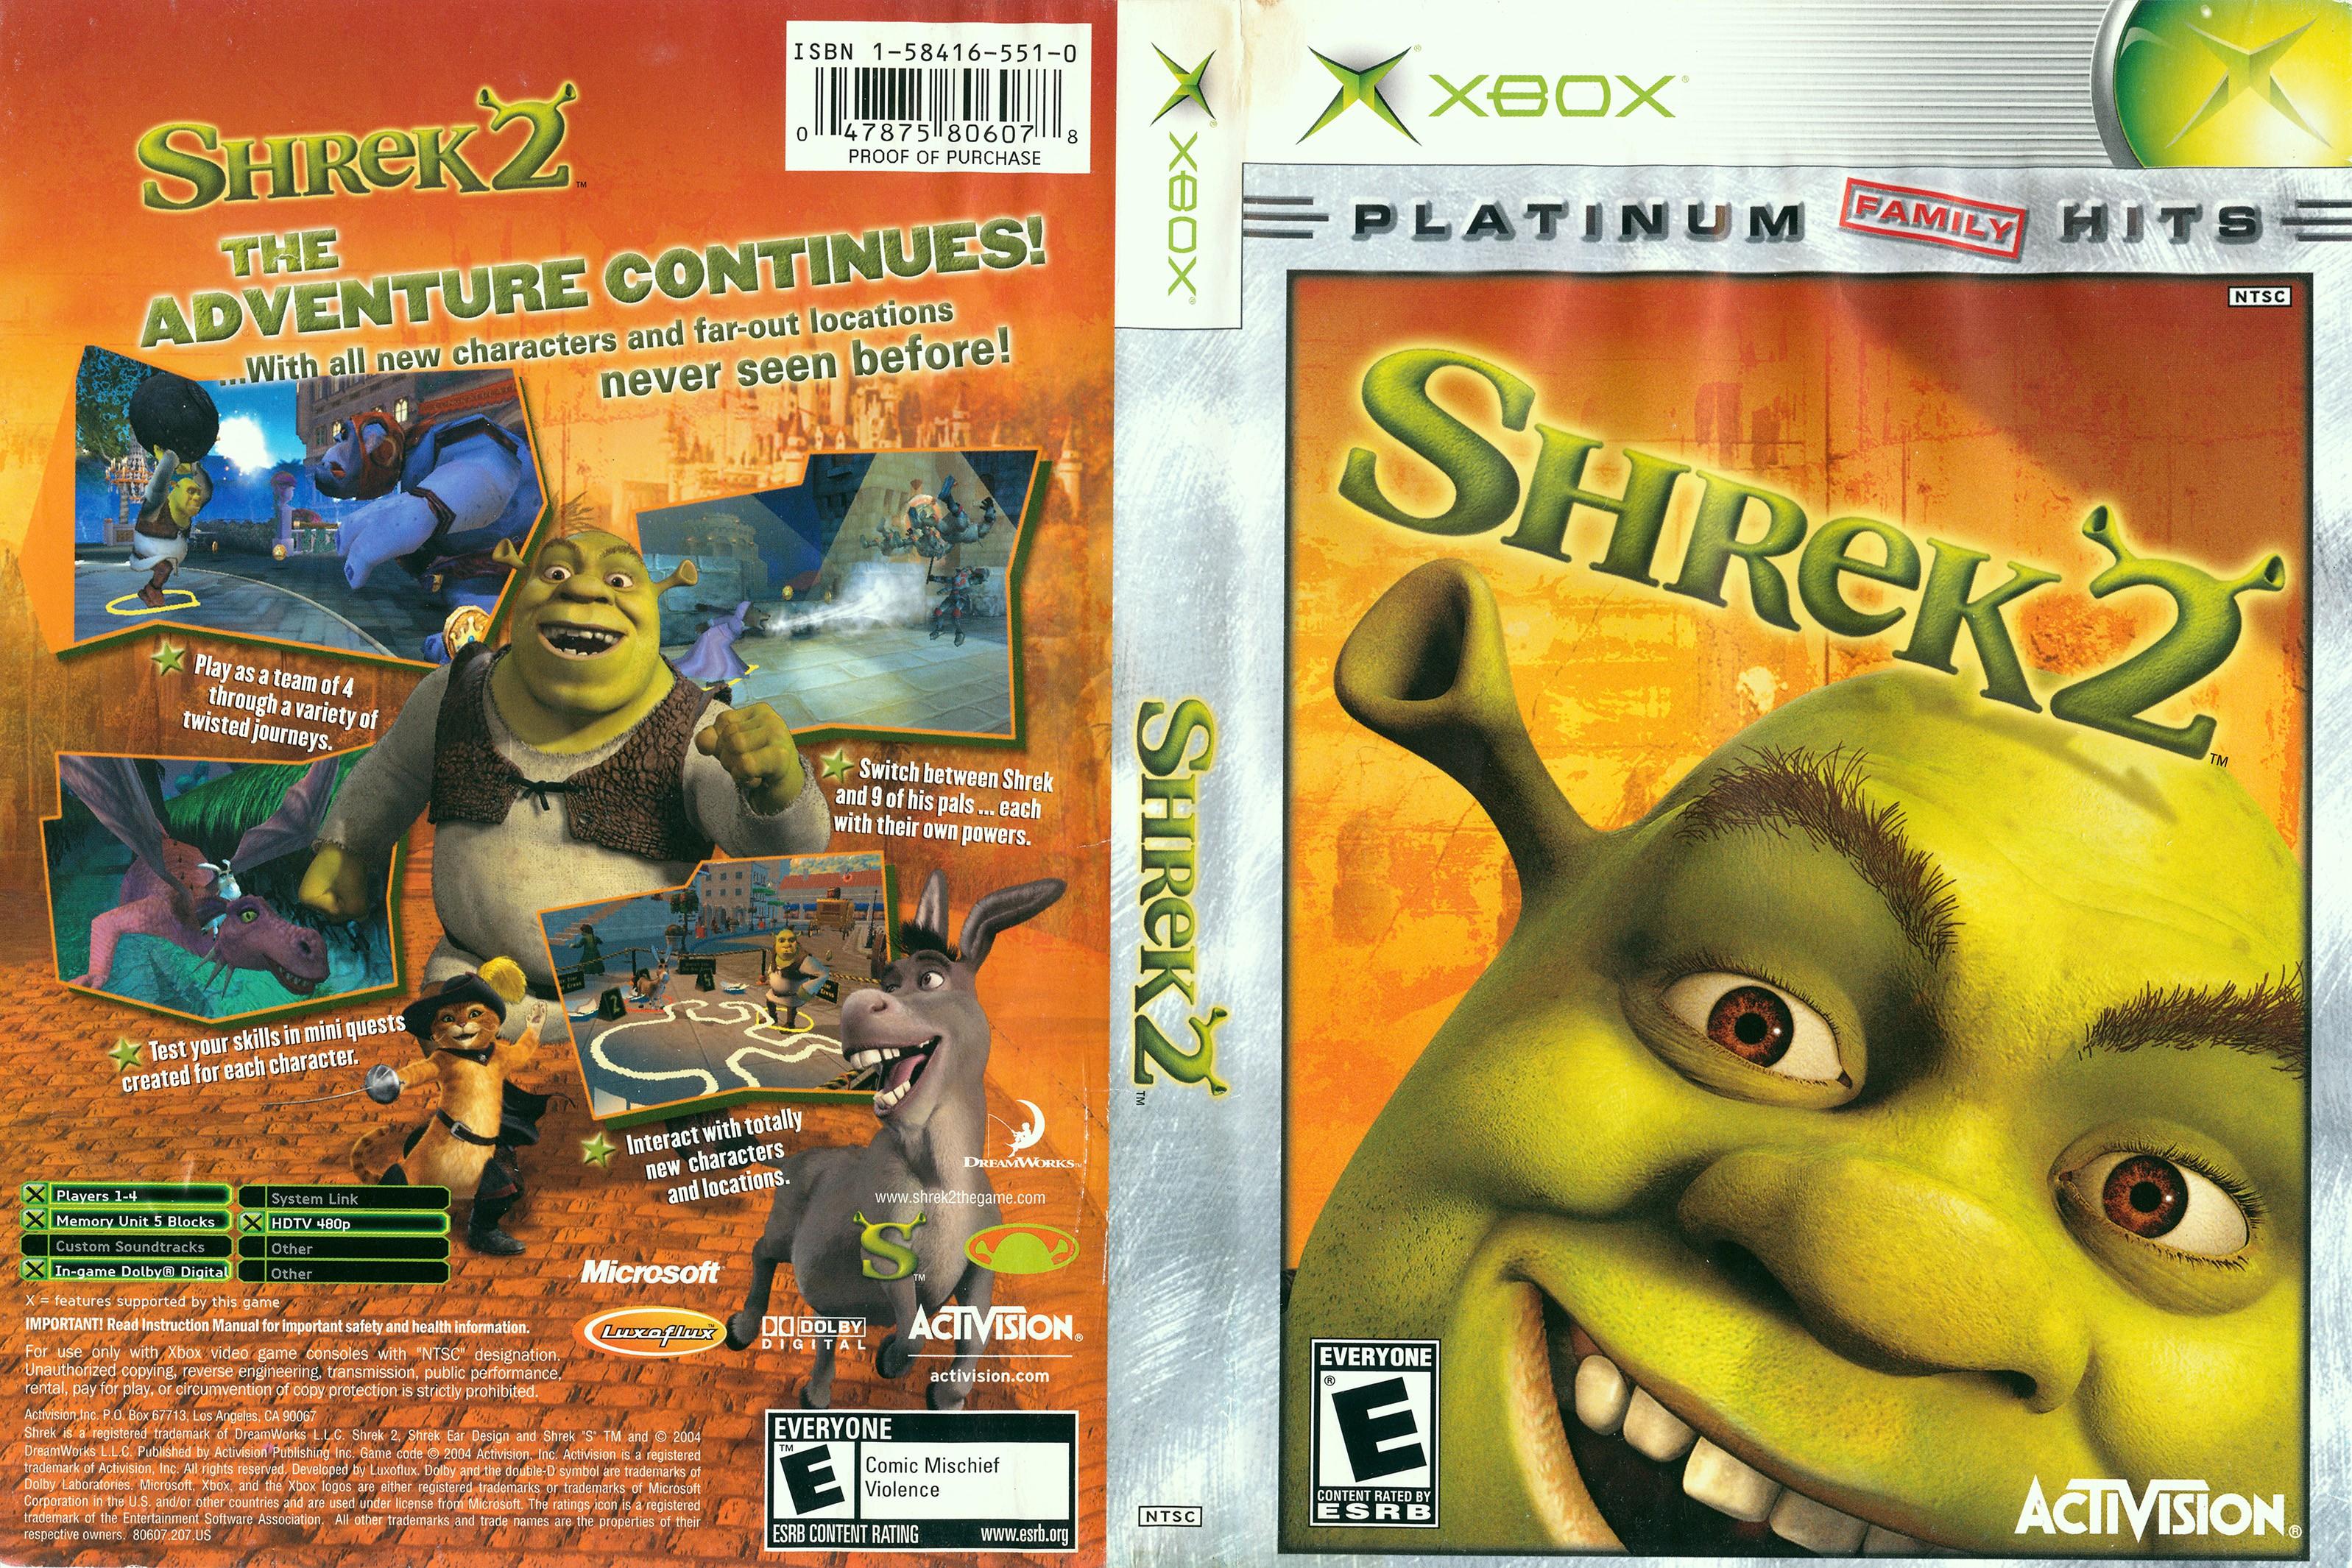 ISBN 1-58416-551-0
0 47875 80607 8
PROOF OF PURCHASE
SHREK 2™
THE
ADVENTURE CONTINUES!
...With all new characters and far-out locations
never seen before!
Play as a team of 4
through a variety of
twisted journeys.
Switch between Shrek
and 9 of his pals ... each
with their own powers.
Test your skills in mini quests
created for each character.
Interact with totally
new characters
and locations.
DREAMWORKS™
www.shrek2thegame.com
S™
Players 1-4
Memory Unit 5 Blocks
Custom Soundtracks
In-game Dolby® Digital
System Link
HDTV 480p
Other
Other
X = features supported by this game
IMPORTANT! Read Instruction Manual for important safety and health information.
For use only with Xbox video game consoles with "NTSC" designation.
Unauthorized copying, reverse engineering, transmission, public performance,
rental, pay for play, or circumvention of copy protection is strictly prohibited.
Activision,Inc. P.O. Box 67713, Los Angeles, CA 90067
Shrek is a registered trademark of DreamWorks L.L.C. Shrek 2, Shrek Ear Design and Shrek "S" TM and © 2004
DreamWorks L.L.C. Published by Activision Publishing Inc. Game code © 2004 Activision, Inc. Activision is a registered
trademark of Activision, Inc. All rights reserved. Developed by Luxoflux. Dolby and the double-D symbol are trademarks of
Dolby Laboratories. Microsoft, Xbox, and the Xbox logos are either registered trademarks or trademarks of Microsoft
Corporation in the U.S. and/or other countries and are used under license from Microsoft. The ratings icon is a registered
trademark of the Entertainment Software Association. All other trademarks and trade names are the properties of their
respective owners. 80607.207.US
Microsoft
Luxoflux™
DOLBY
DIGITAL
ACTIVISION®
activision.com
EVERYONE
E™
Comic Mischief
Violence
ESRB CONTENT RATING www.esrb.org
XBOX®
SHREK 2™
NTSC
XBOX®
PLATINUM FAMILY HITS
NTSC
SHREK 2™
EVERYONE
E®
CONTENT RATED BY
ESRB
ACTIVISION®